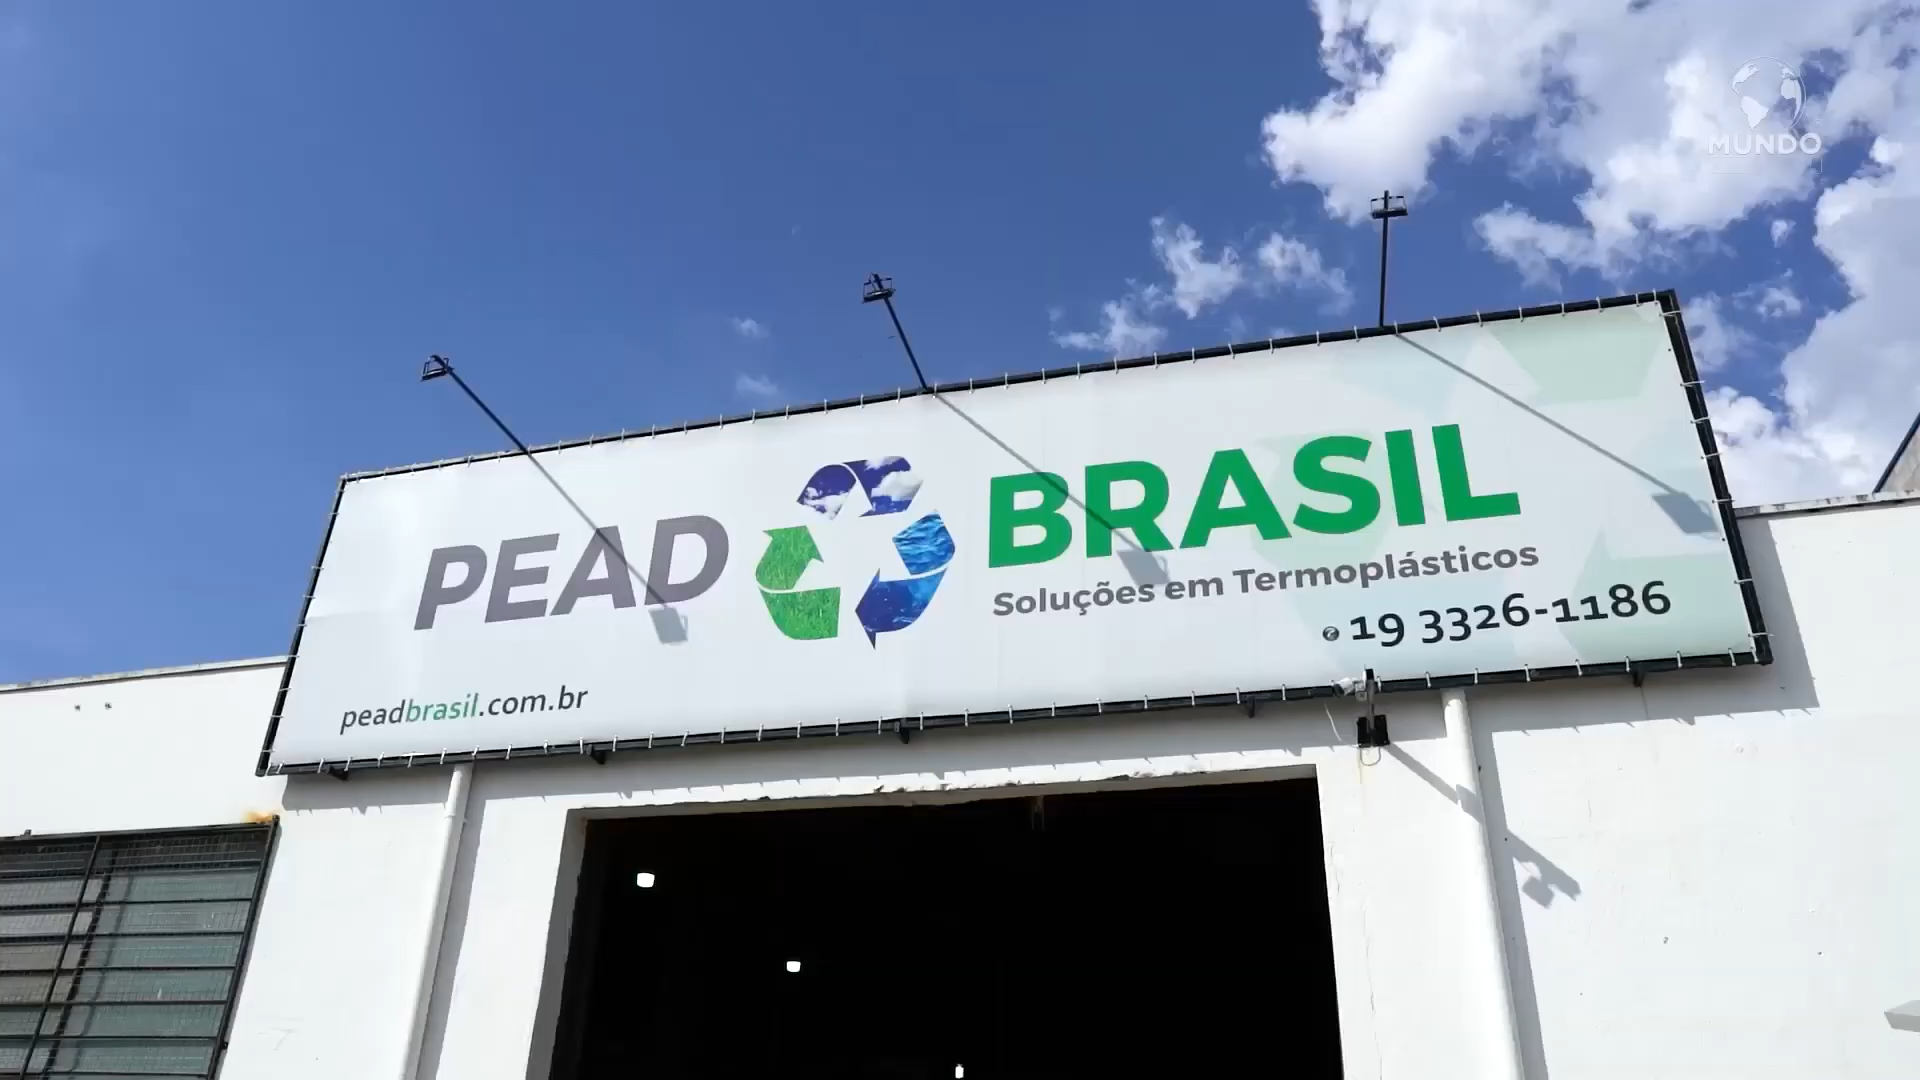 MUNDO
PEAD BRASIL
Soluções em Termoplásticos
19 3326-1186
peadbrasil.com.br